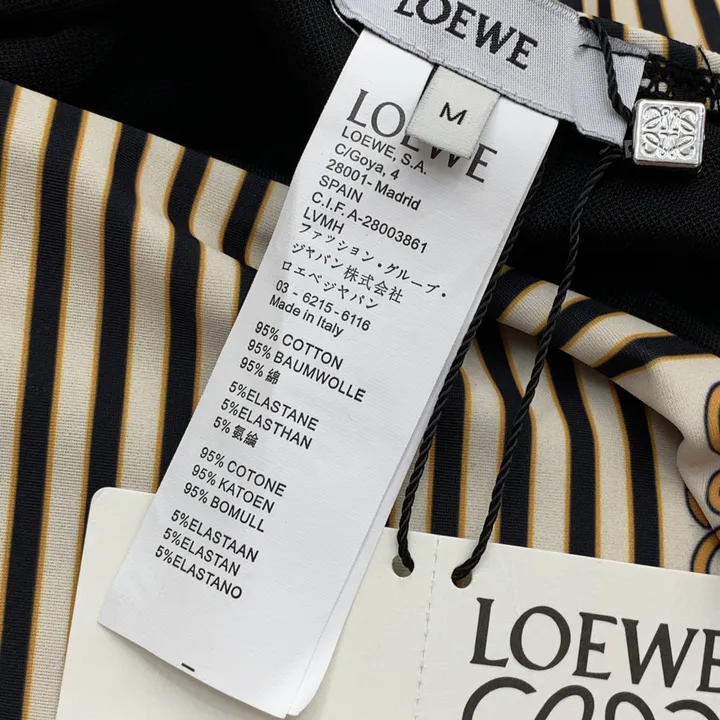 LOEWE
M
LOEWE
LOEWE, S.A.
C/Goya, 4
28001- Madrid
SPAIN
C.I.F. A-28003861
LVMH
ファッション・グループ・
ジャパン株式会社
ロエベジャパン
03 - 6215-6116
Made in Italy
95% COTTON
95% BAUMWOLLE
95% 綿
5%ELASTANE
5%ELASTHAN
5% 氨綸
95% COTONE
95% KATOEN
95% BOMULL
5%ELASTAAN
5%ELASTAN
5%ELASTANO
LOEWE